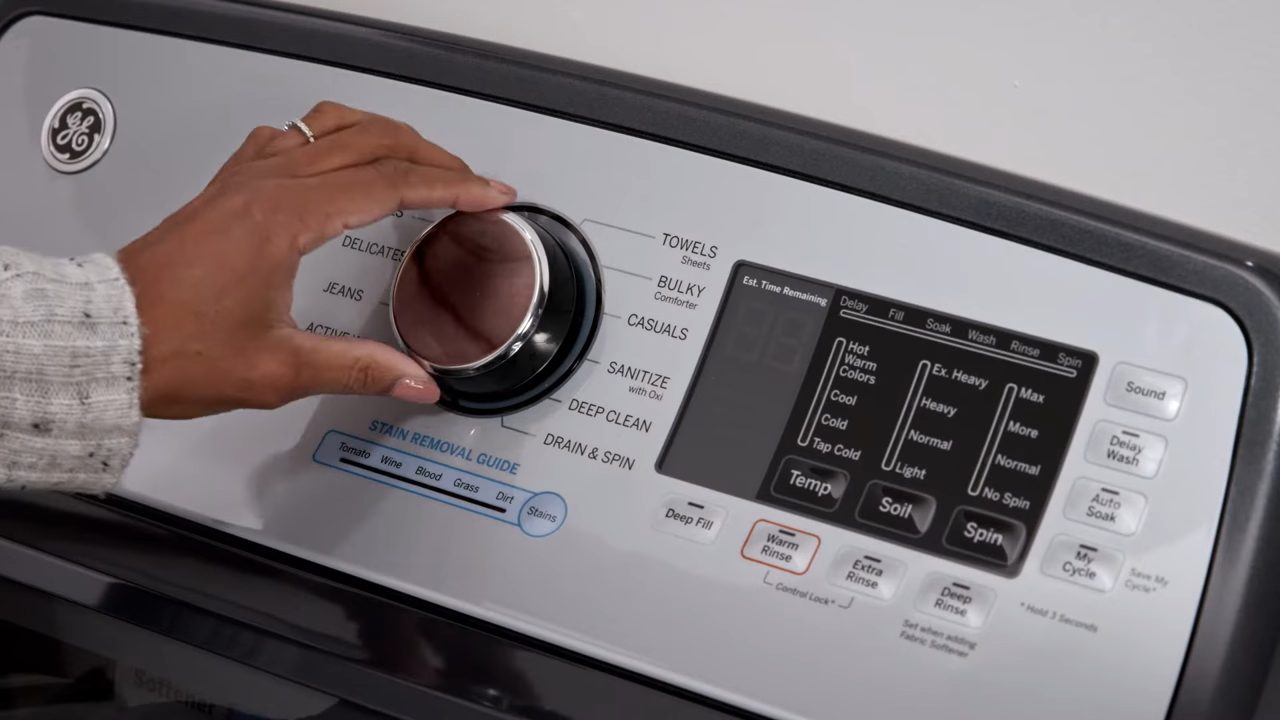 GE
DELICATES
JEANS
TOWELS
Sheets
BULKY
Comforter
CASUALS
SANITIZE
with Oxi
DEEP CLEAN
DRAIN & SPIN
STAIN REMOVAL GUIDE
Tomato Wine Blood Grass Dirt
Stains
Est. Time Remaining
Delay Fill Soak Wash Rinse Spin
Hot
Warm
Colors
Cool
Cold
Tap Cold
Temp
Ex. Heavy
Heavy
Normal
Light
Soil
Max
More
Normal
No Spin
Spin
Sound
Delay
Wash
Auto
Soak
My
Cycle
Save My
Cycle*
* Hold 3 Seconds
Deep Fill
Warm
Rinse
Extra
Rinse
Control Lock*
Deep
Rinse
Set when adding
Fabric Softener
Softener